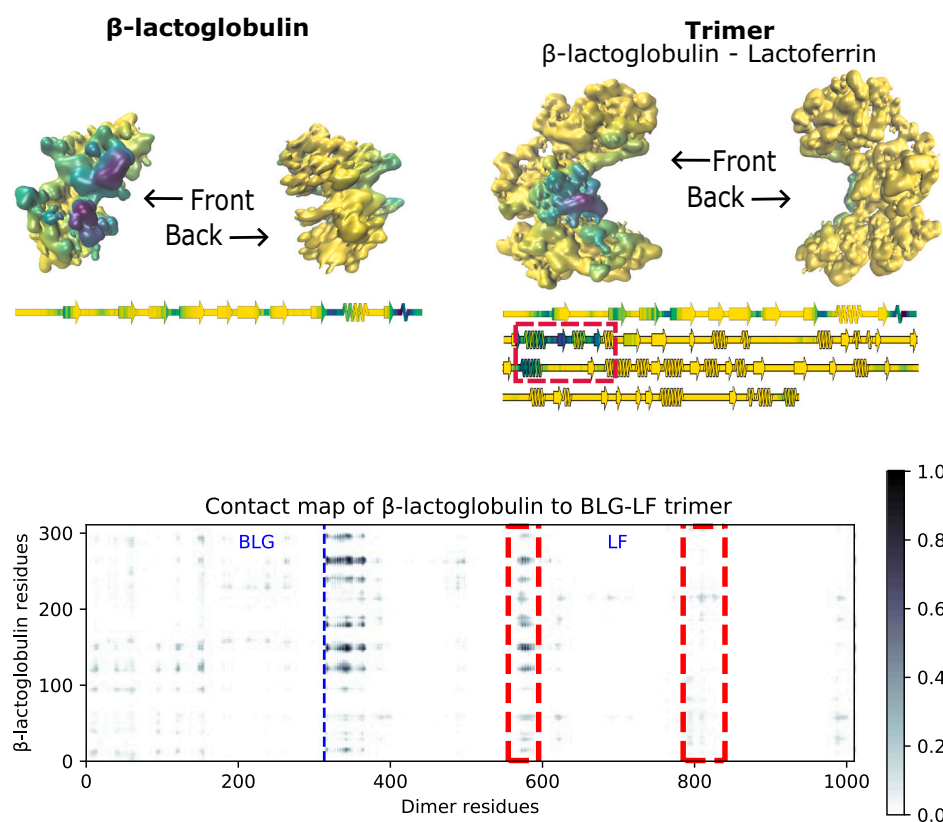 β-lactoglobulin
Trimer
β-lactoglobulin - Lactoferrin
Front
Back
Front
Back
Contact map of β-lactoglobulin to BLG-LF trimer
BLG
LF
β-lactoglobulin residues
300
200
100
0
0
200
400
600
800
1000
Dimer residues
1.0
0.8
0.6
0.4
0.2
0.0